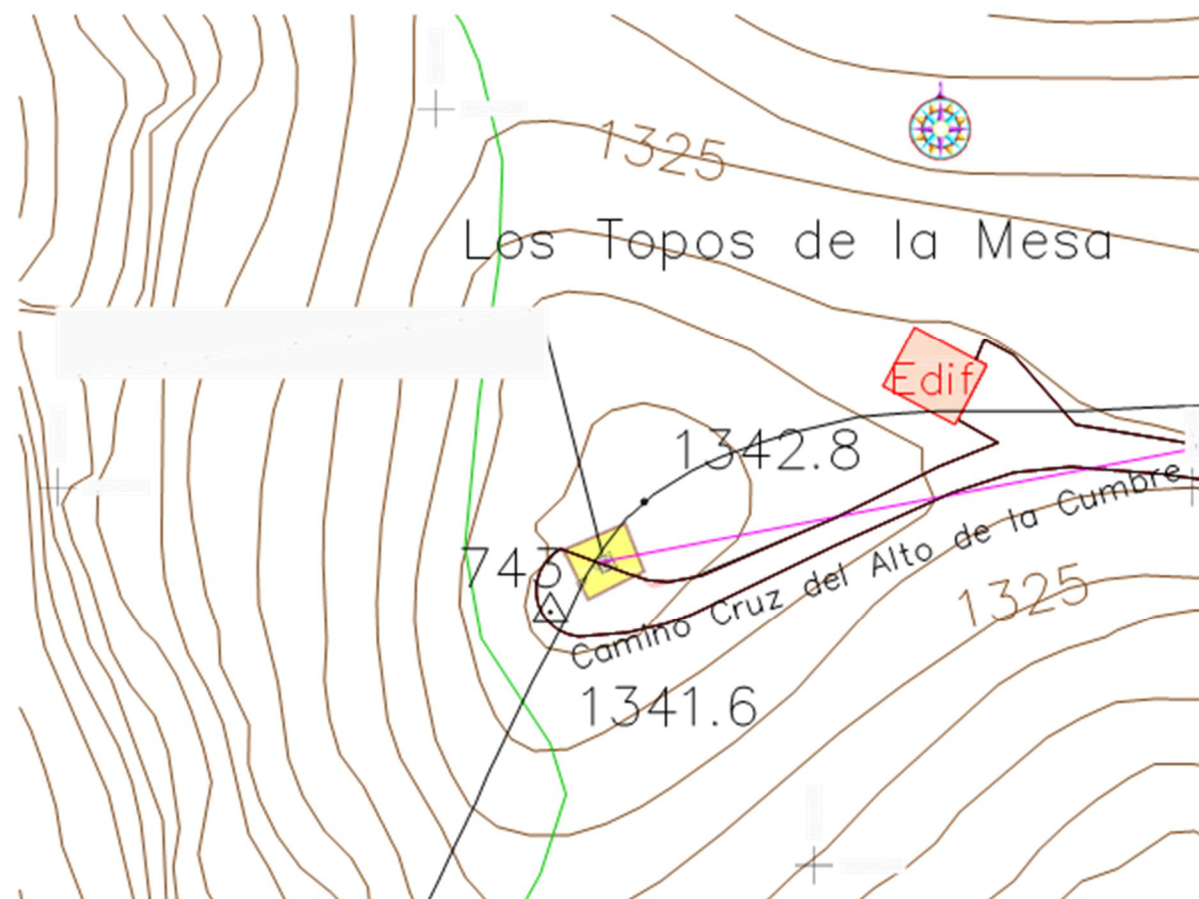 1325
Los Topos de la Mesa
Edif
1342.8
743
Camino Cruz del Alto de la Cumbre
1325
1341.6